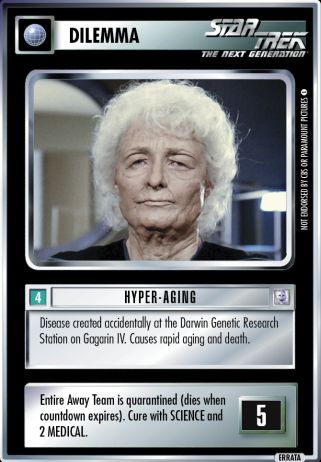 DILEMMA
STAR TREK
THE NEXT GENERATION
NOT ENDORSED BY CBS OR PARAMOUNT PICTURES
4
HYPER-AGING
Disease created accidentally at the Darwin Genetic Research
Station on Gagarin IV. Causes rapid aging and death.
Entire Away Team is quarantined (dies when
countdown expires). Cure with SCIENCE and
2 MEDICAL.
5
ERRATA